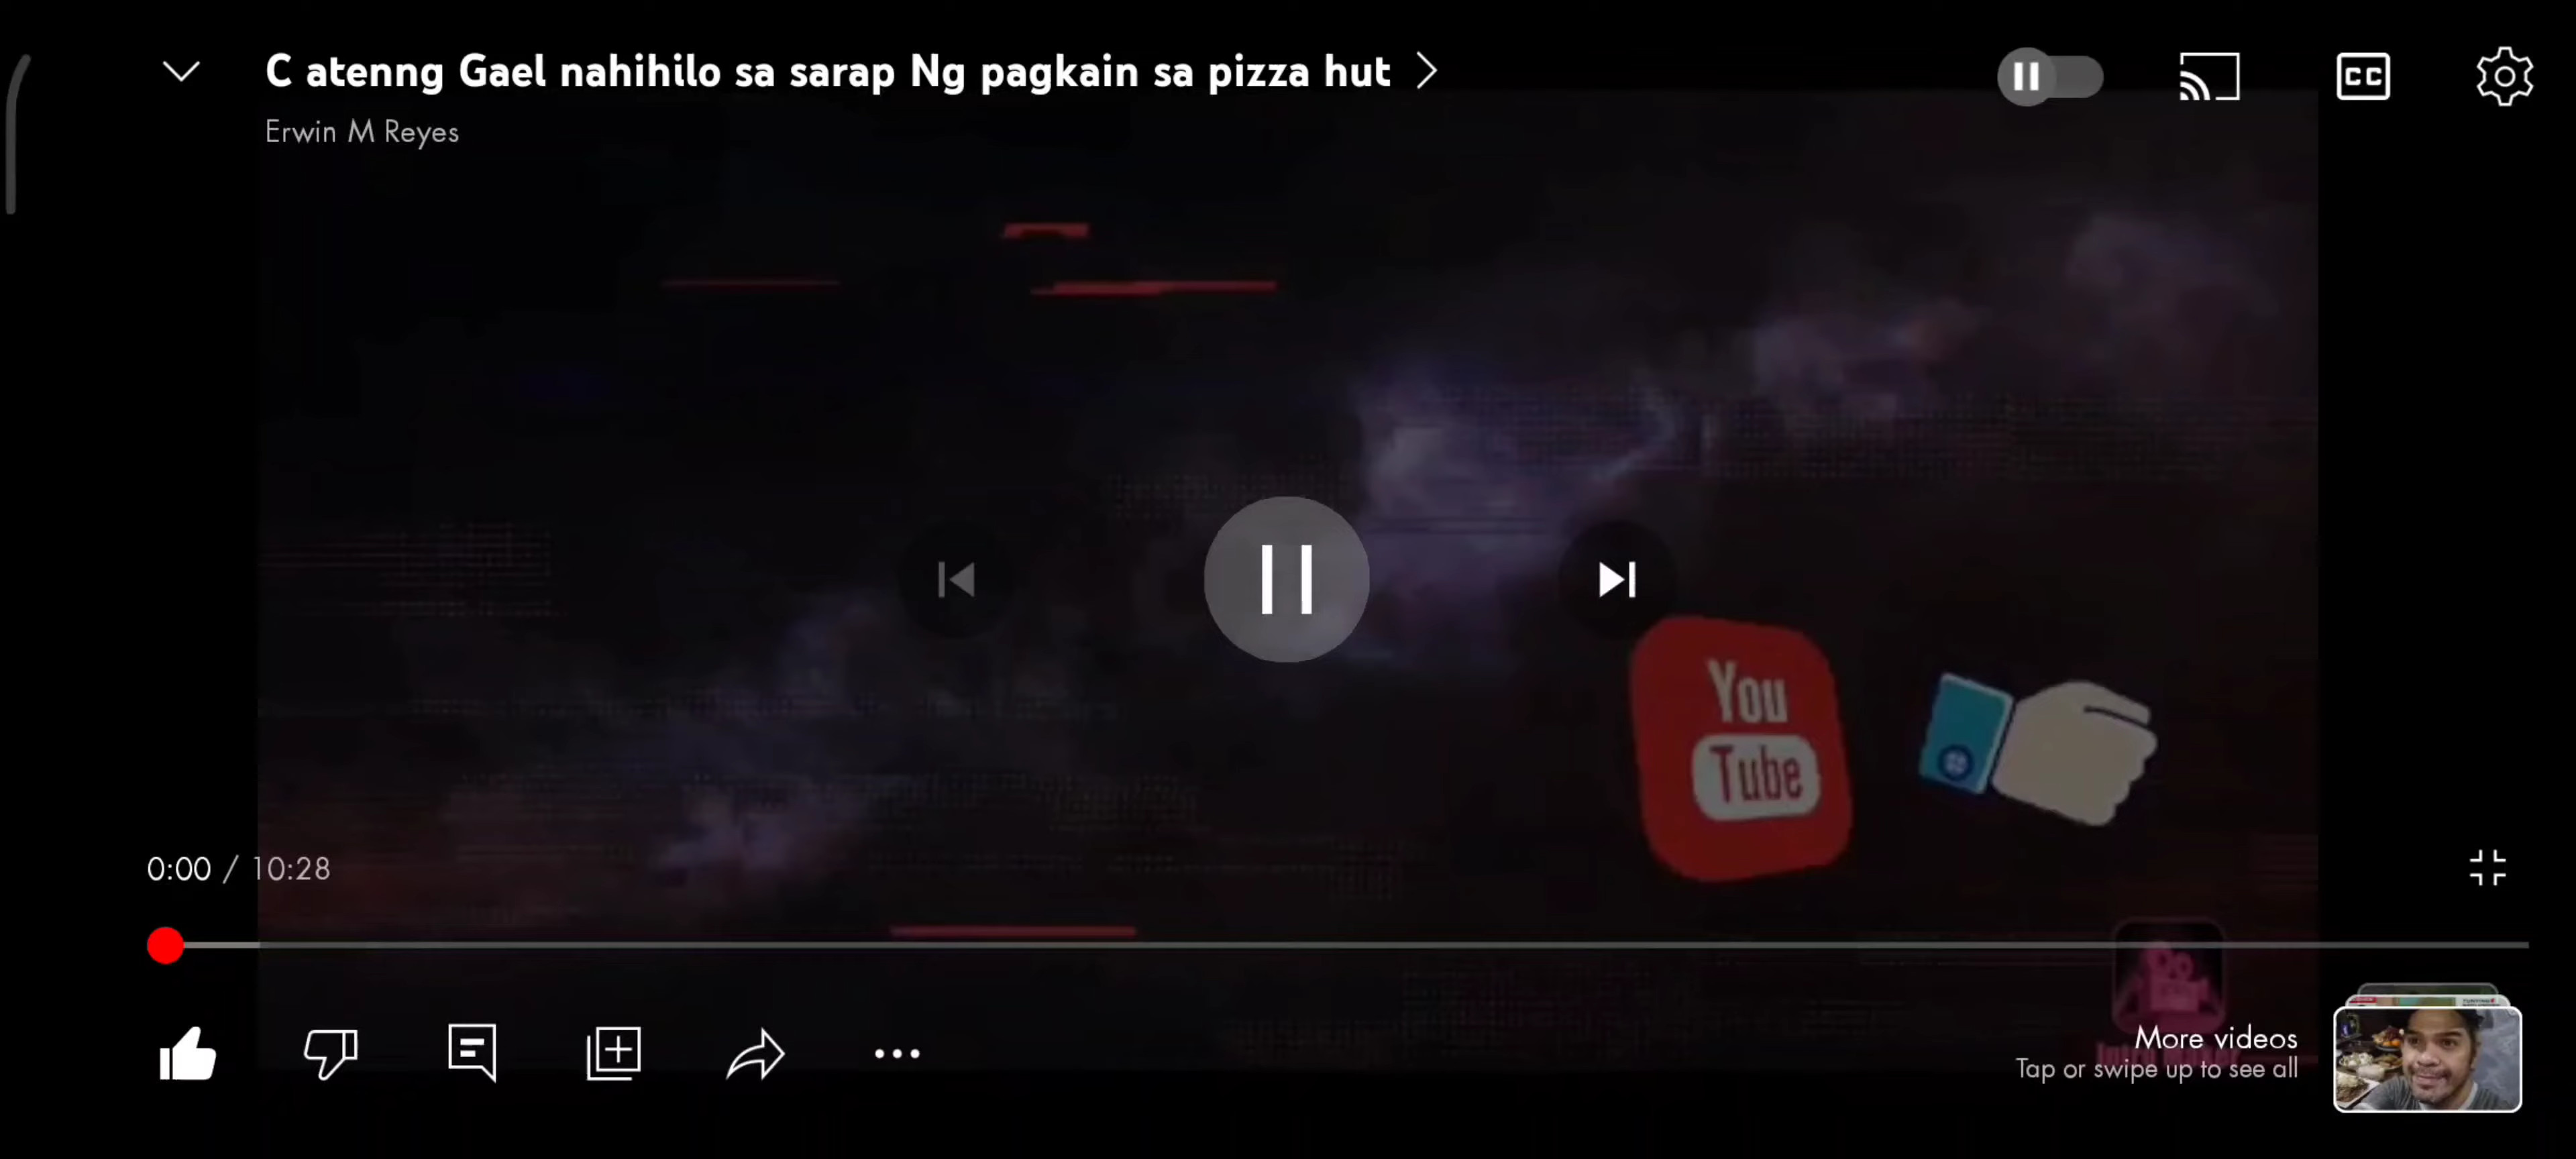 C atenng Gael nahihilo sa sarap Ng pagkain sa pizza hut
Erwin M Reyes
CC
You
Tube
0:00 / 10:28
More videos
Tap or swipe up to see all